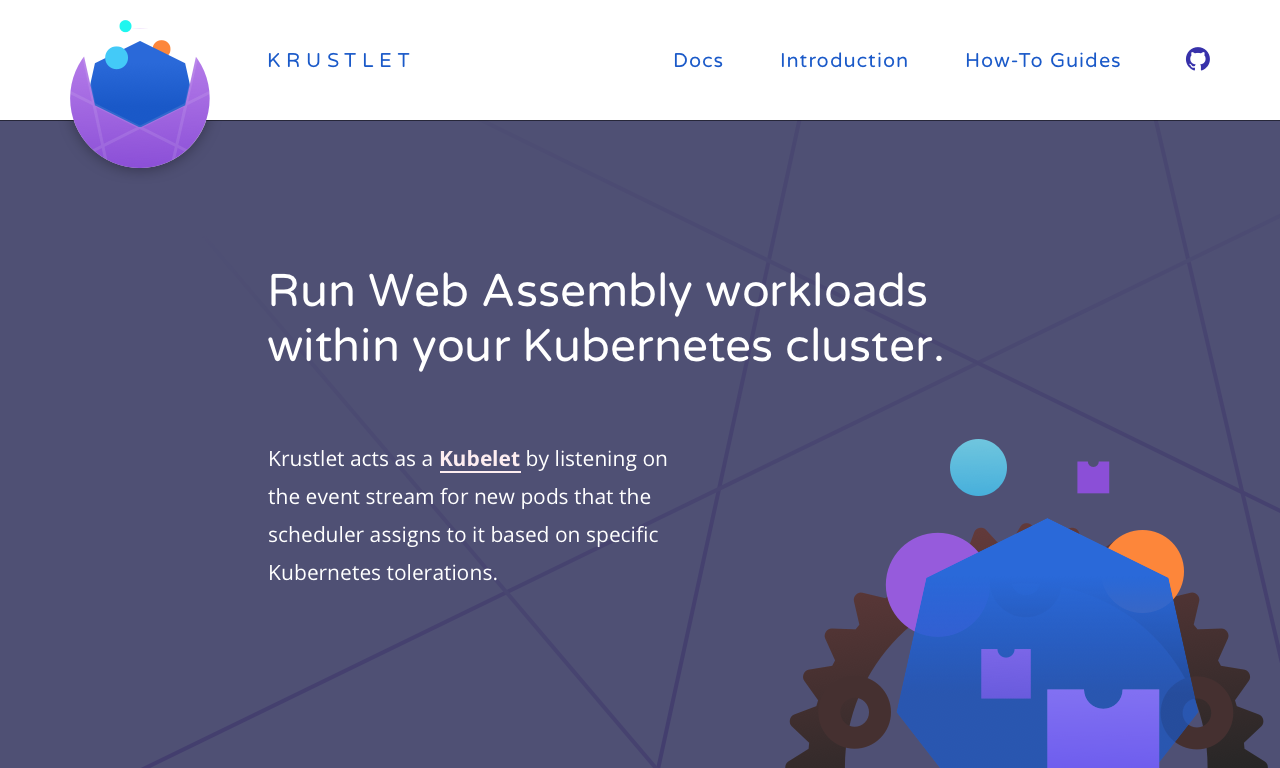 KRUSTLET
Docs
Introduction
How-To Guides
Run Web Assembly workloads
within your Kubernetes cluster.
Krustlet acts as a Kubelet by listening on
the event stream for new pods that the
scheduler assigns to it based on specific
Kubernetes tolerations.